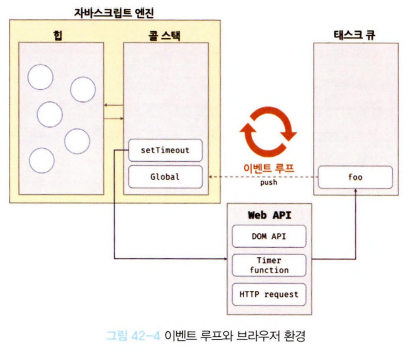 자바스크립트 엔진
힙
콜 스택
태스크 큐
setTimeout
Global
이벤트 루프
push
foo
Web API
DOM API
Timer
function
HTTP request
그림 42-4 이벤트 루프와 브라우저 환경